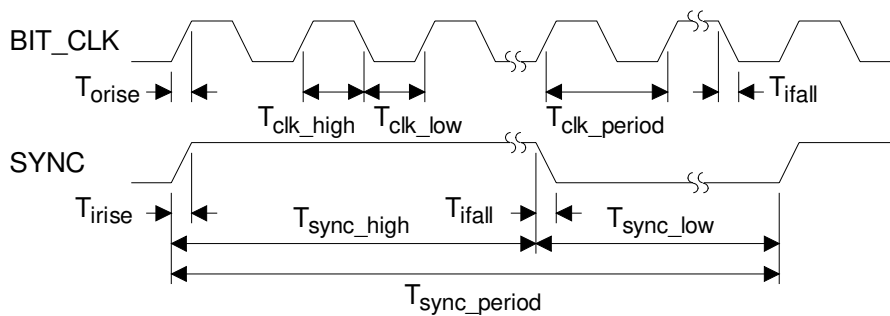 BIT_CLK
Torise
Tclk_high
Tclk_low
Tclk_period
Tifall
SYNC
Tirise
Tsync_high
Tifall
Tsync_low
Tsync_period